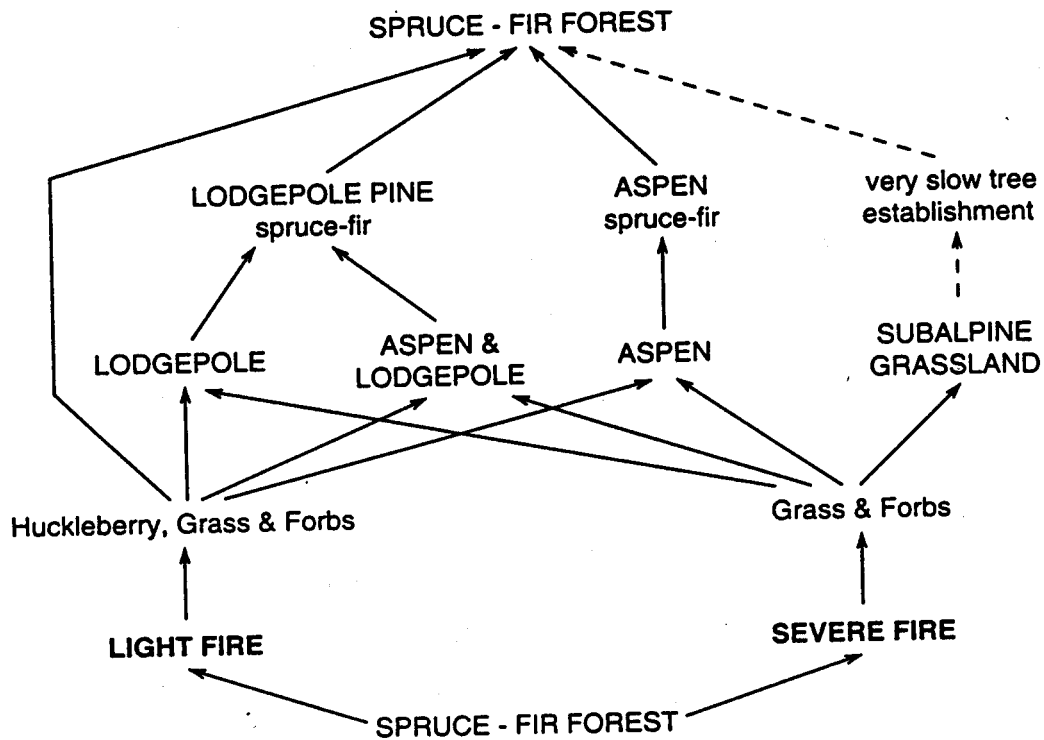 SPRUCE - FIR FOREST
LODGEPOLE PINE
spruce-fir
ASPEN
spruce-fir
very slow tree
establishment
LODGEPOLE
ASPEN &
LODGEPOLE
ASPEN
SUBALPINE
GRASSLAND
Huckleberry, Grass & Forbs
Grass & Forbs
LIGHT FIRE
SEVERE FIRE
SPRUCE - FIR FOREST